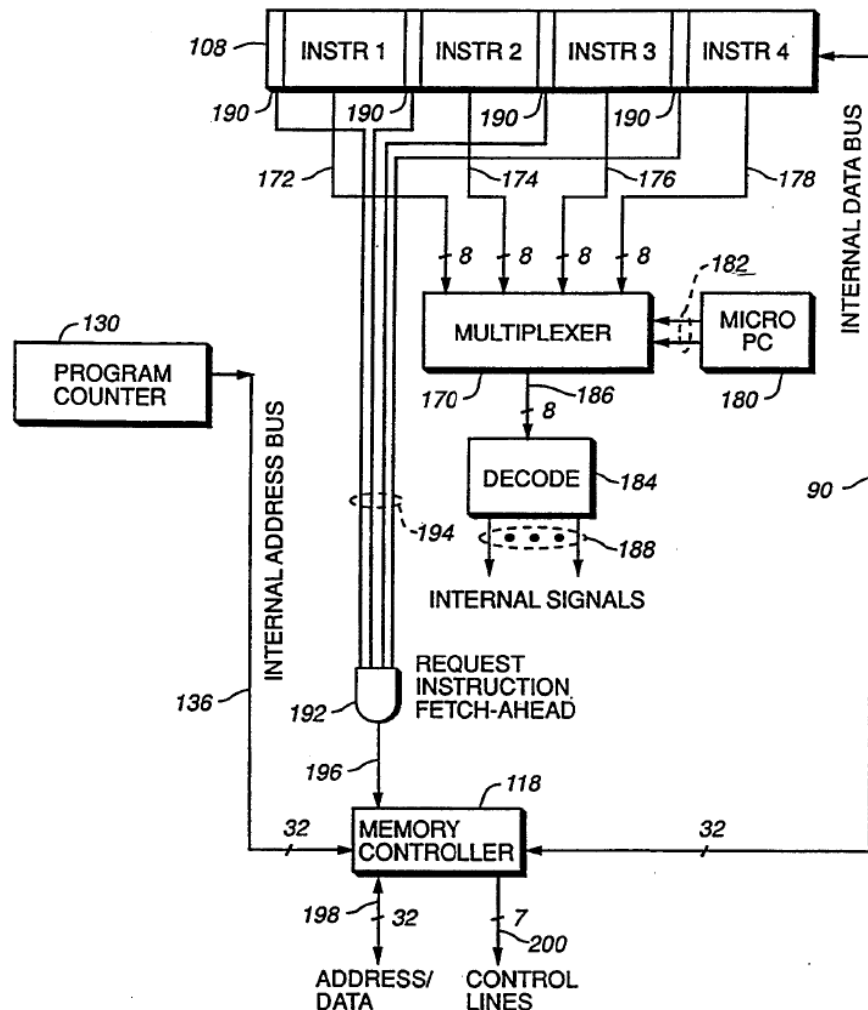 108
INSTR 1 INSTR 2 INSTR 3 INSTR 4
190 190 190 190
172 174 176 178
8 8 8 8
182
INTERNAL DATA BUS
MULTIPLEXER
MICRO
PC
170 186 180
8
130
PROGRAM
COUNTER
DECODE
184
90
INTERNAL ADDRESS BUS
194
188
INTERNAL SIGNALS
REQUEST
INSTRUCTION
FETCH-AHEAD
136
192
196
118
32
MEMORY
CONTROLLER
32
198
32
7
200
ADDRESS/
DATA
CONTROL
LINES